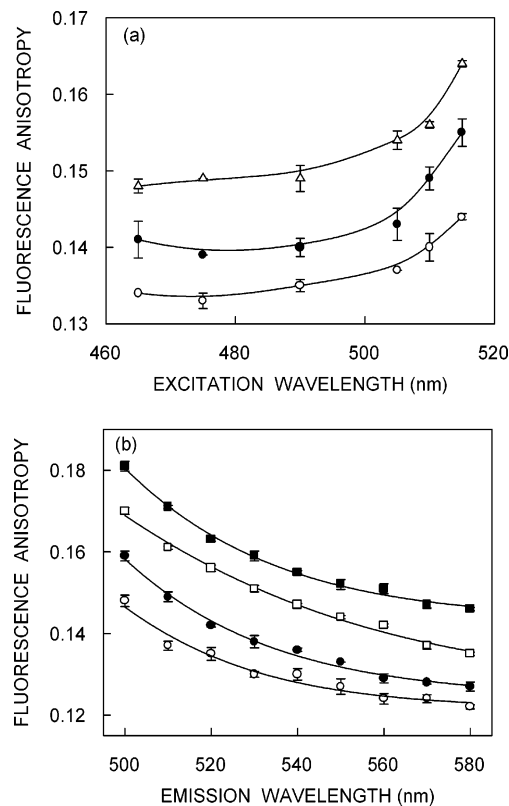 (a)
FLUORESCENCE ANISOTROPY
0.17
0.16
0.15
0.14
0.13
460 480 500 520
EXCITATION WAVELENGTH (nm)
(b)
FLUORESCENCE ANISOTROPY
0.18
0.16
0.14
0.12
500 520 540 560 580
EMISSION WAVELENGTH (nm)